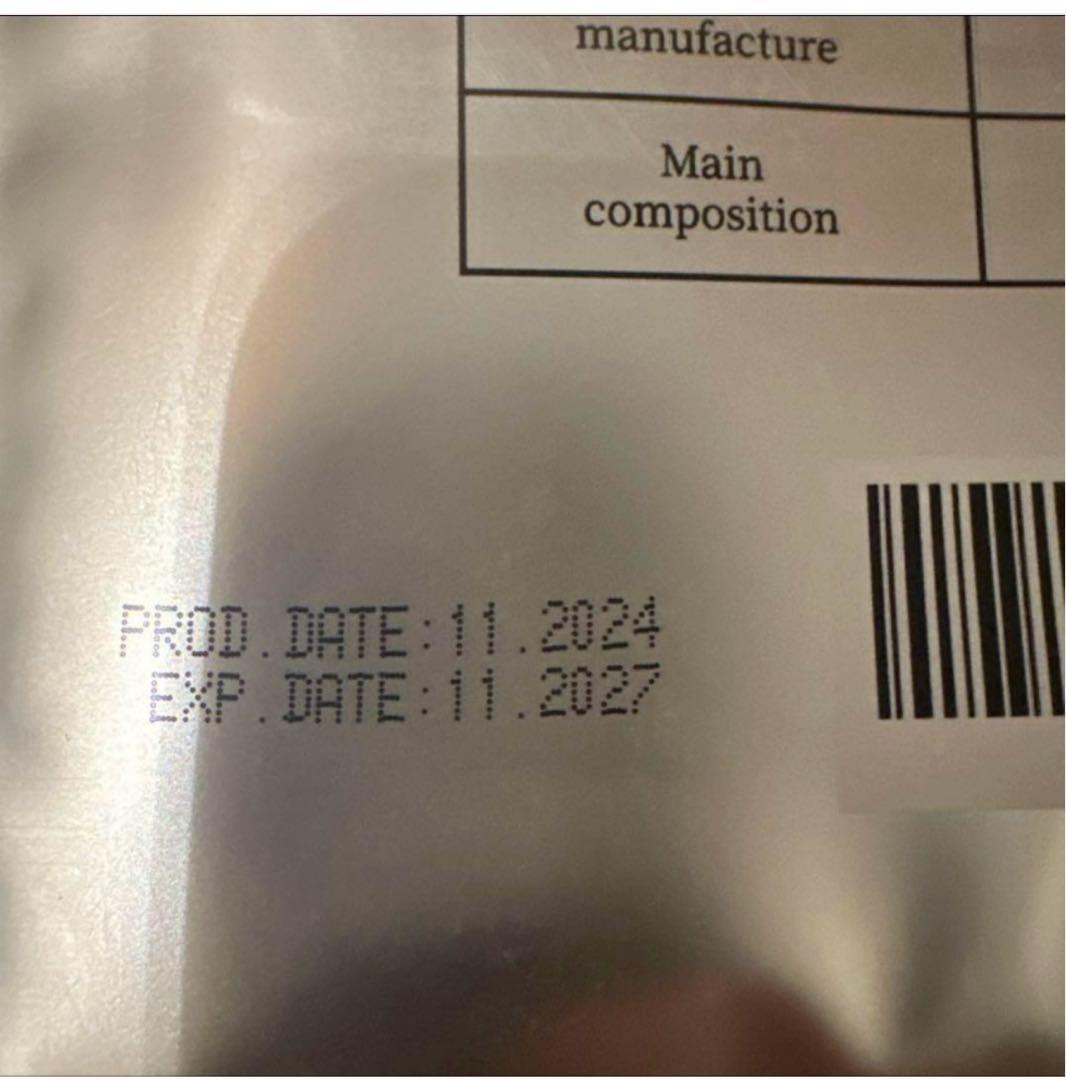 manufacture
Main
composition
PROD.DATE:11.2024
EXP.DATE:11.2027